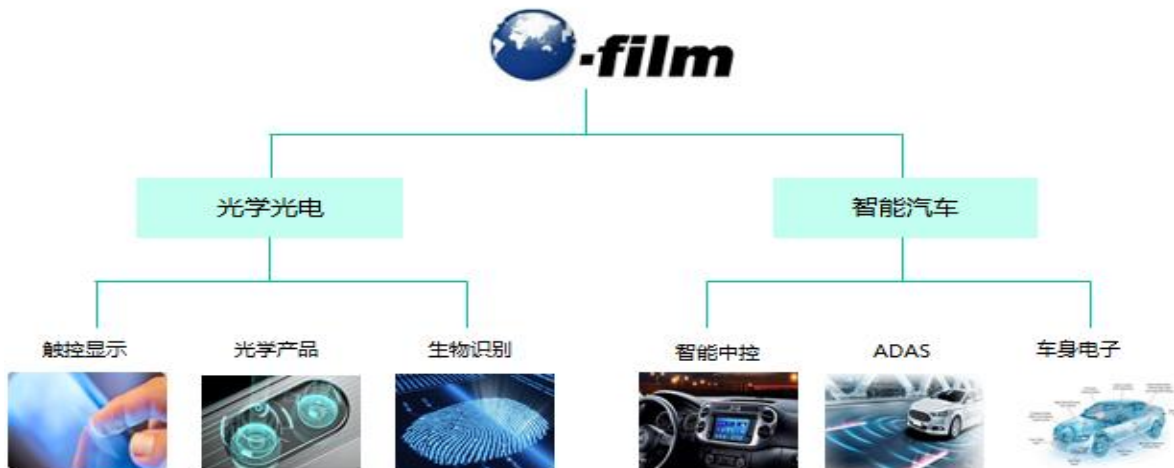 -film
光学光电
智能汽车
触控显示
光学产品
生物识别
智能中控
ADAS
车身电子